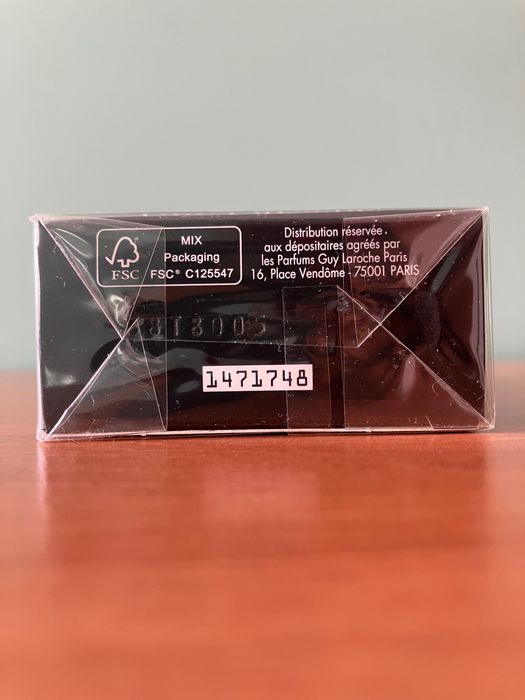 MIX
Packaging
FSC® C125547
FSC
Distribution réservée
aux dépositaires agréés par
les Parfums Guy Laroche Paris
16, Place Vendôme - 75001 PARIS
1471748